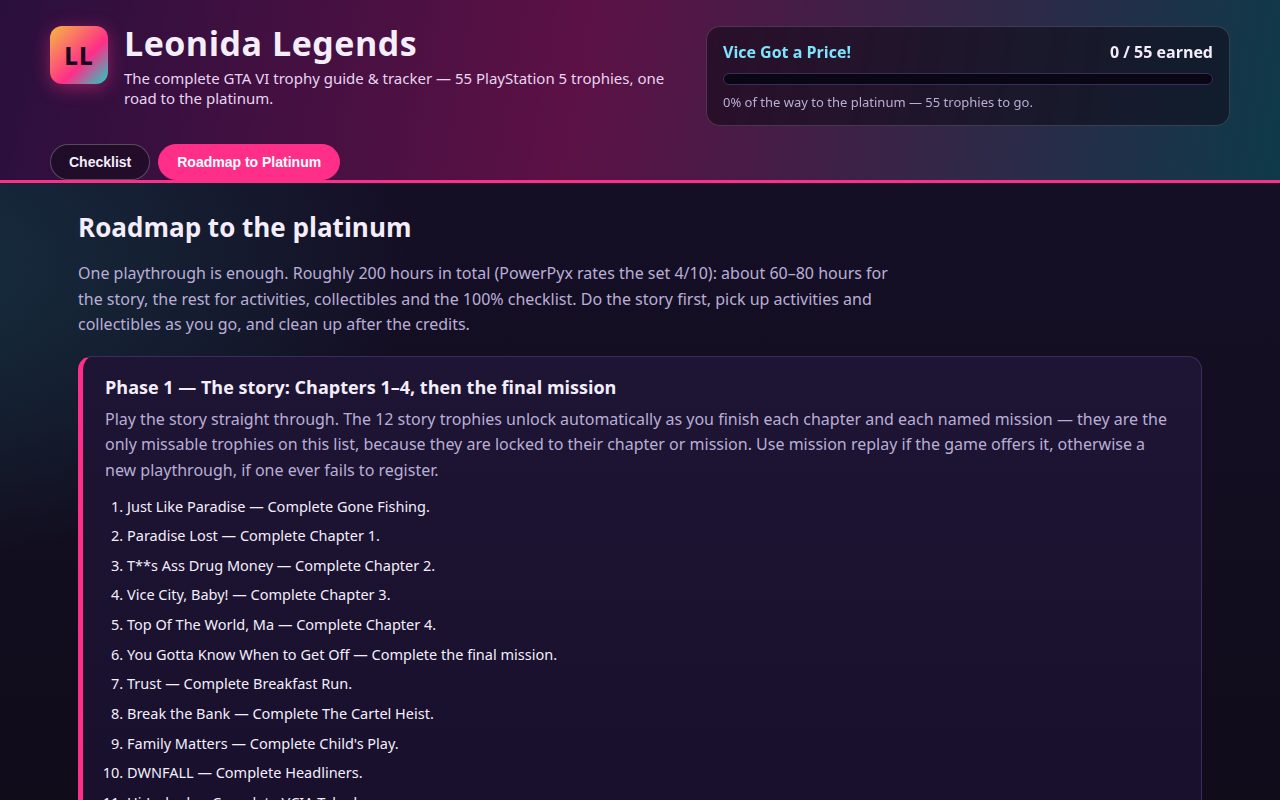 LL
Leonida Legends
The complete GTA VI trophy guide & tracker — 55 PlayStation 5 trophies, one
road to the platinum.
Vice Got a Price!
0 / 55 earned
0% of the way to the platinum — 55 trophies to go.
Checklist
Roadmap to Platinum
Roadmap to the platinum
One playthrough is enough. Roughly 200 hours in total (PowerPyx rates the set 4/10): about 60–80 hours for
the story, the rest for activities, collectibles and the 100% checklist. Do the story first, pick up activities and
collectibles as you go, and clean up after the credits.
Phase 1 — The story: Chapters 1–4, then the final mission
Play the story straight through. The 12 story trophies unlock automatically as you finish each chapter and each named mission — they are the
only missable trophies on this list, because they are locked to their chapter or mission. Use mission replay if the game offers it, otherwise a
new playthrough, if one ever fails to register.
1. Just Like Paradise — Complete Gone Fishing.
2. Paradise Lost — Complete Chapter 1.
3. T**s Ass Drug Money — Complete Chapter 2.
4. Vice City, Baby! — Complete Chapter 3.
5. Top Of The World, Ma — Complete Chapter 4.
6. You Gotta Know When to Get Off — Complete the final mission.
7. Trust — Complete Breakfast Run.
8. Break the Bank — Complete The Cartel Heist.
9. Family Matters — Complete Child's Play.
10. DWNFALL — Complete Headliners.